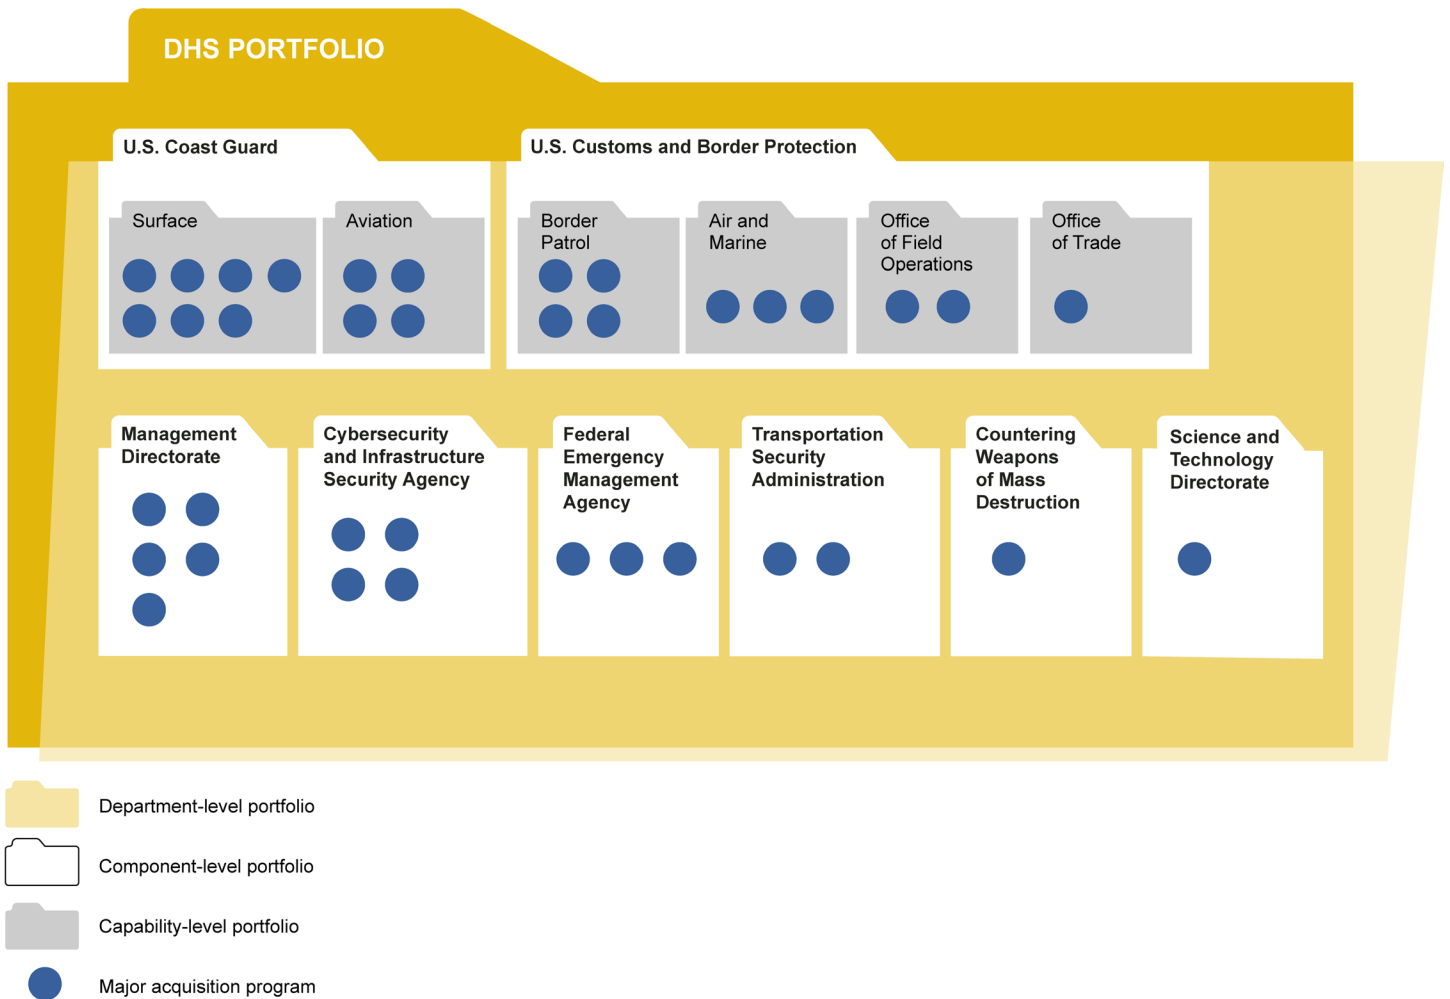 DHS PORTFOLIO
U.S. Coast Guard
Surface
Aviation
U.S. Customs and Border Protection
Border
Patrol
Air and
Marine
Office
of Field
Operations
Office
of Trade
Management
Directorate
Cybersecurity
and Infrastructure
Security Agency
Federal
Emergency
Management
Agency
Transportation
Security
Administration
Countering
Weapons
of Mass
Destruction
Science and
Technology
Directorate
Department-level portfolio
Component-level portfolio
Capability-level portfolio
Major acquisition program